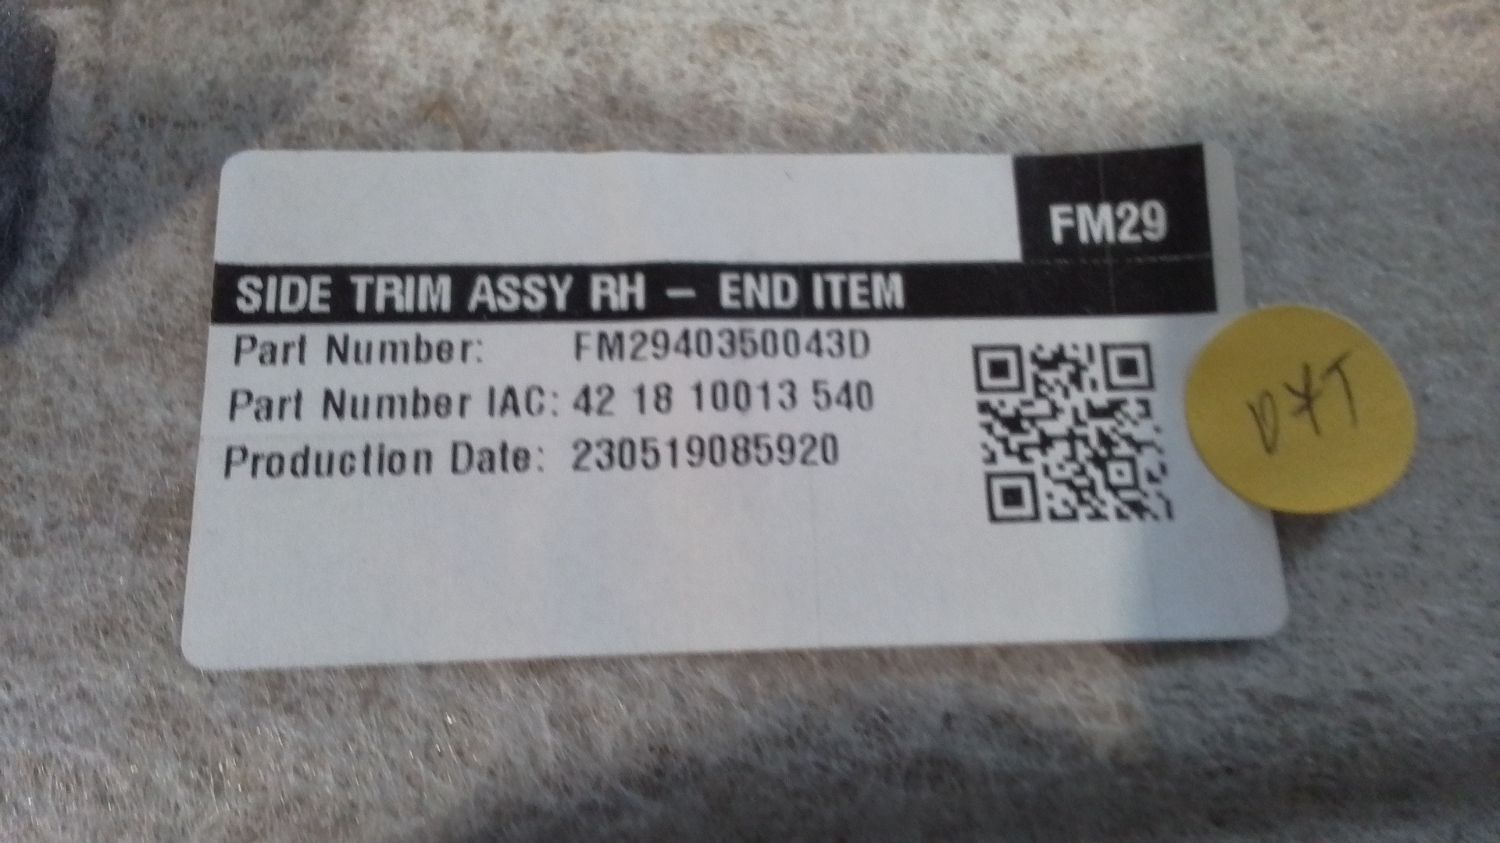 FM29
SIDE TRIM ASSY RH – END ITEM
Part Number: FM2940350043D
Part Number IAC: 42 18 10013 540
Production Date: 230519085920